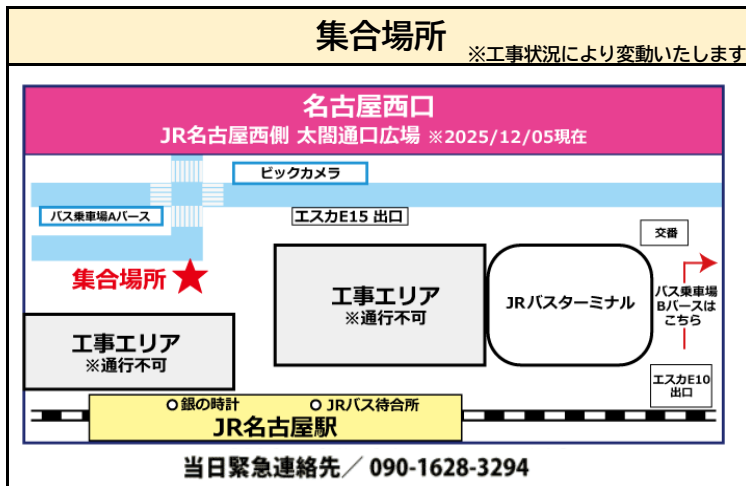 集合場所
※工事状況により変動いたします
名古屋西口
JR名古屋西側 太閤通口広場 ※2025/12/05現在
ビックカメラ
バス乗車場Aバース
エスカE15 出口
交番
集合場所
工事エリア
※通行不可
JRバスターミナル
バス乗車場
Bバースは
こちら
工事エリア
※通行不可
エスカE10
出口
銀の時計
JRバス待合所
JR名古屋駅
当日緊急連絡先／ 090-1628-3294